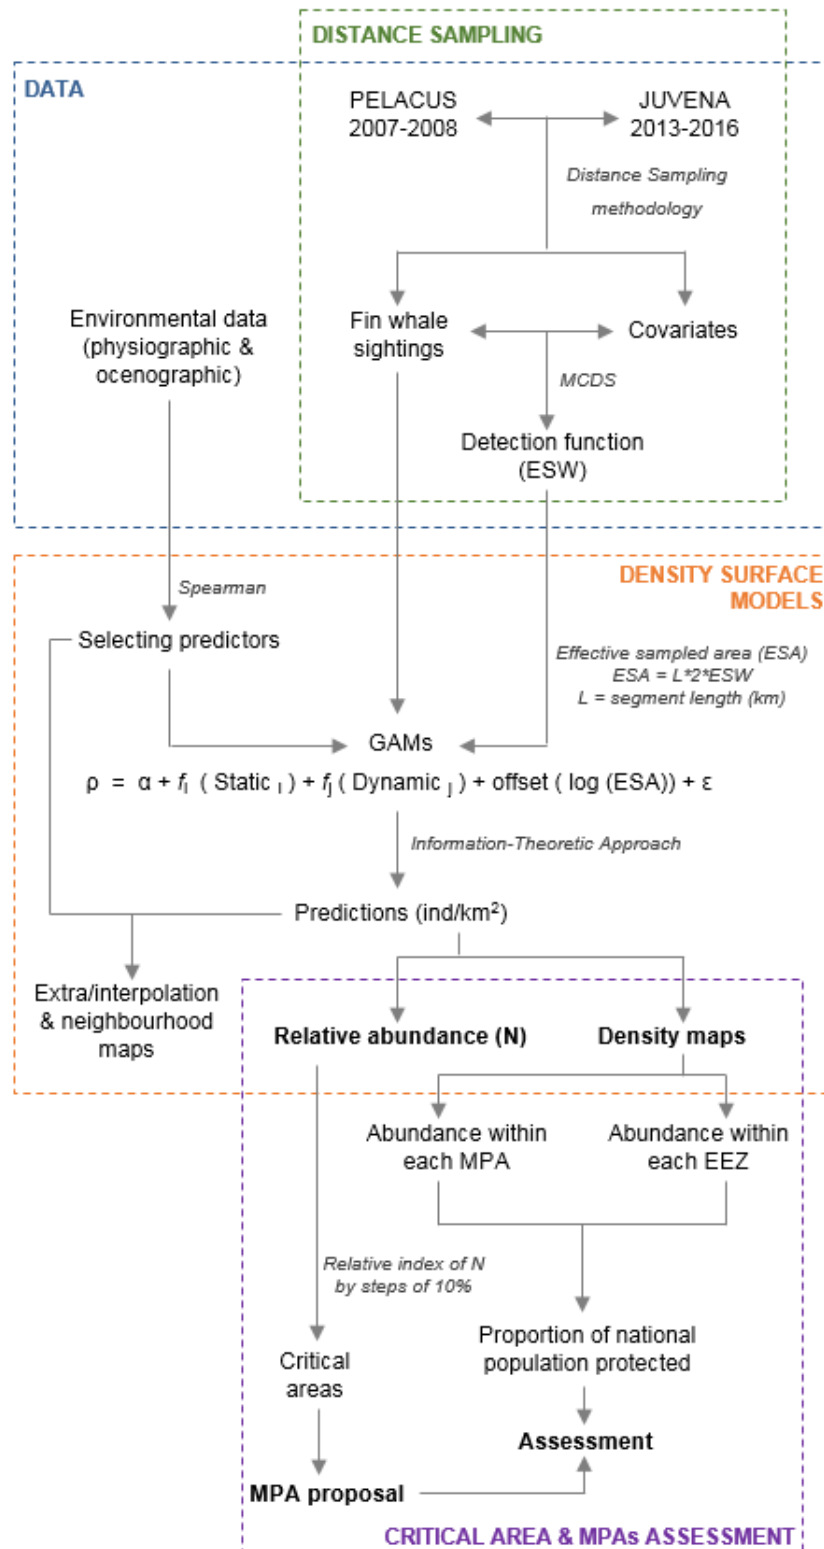 DISTANCE SAMPLING
DATA
PELACUS
2007-2008
JUVENA
2013-2016
Distance Sampling
methodology
Environmental data
(physiographic &
ocenographic)
Fin whale
sightings
Covariates
MCDS
Detection function
(ESW)
DENSITY SURFACE
MODELS
Spearman
Selecting predictors
Effective sampled area (ESA)
ESA = L*2*ESW
L = segment length (km)
GAMs
ρ = α + fI ( Static I ) + fJ ( Dynamic J ) + offset ( log (ESA)) + ε
Information-Theoretic Approach
Predictions (ind/km²)
Extra/interpolation
& neighbourhood
maps
Relative abundance (N)
Density maps
Abundance within
each MPA
Abundance within
each EEZ
Relative index of N
by steps of 10%
Critical
areas
Proportion of national
population protected
Assessment
MPA proposal
CRITICAL AREA & MPAs ASSESSMENT